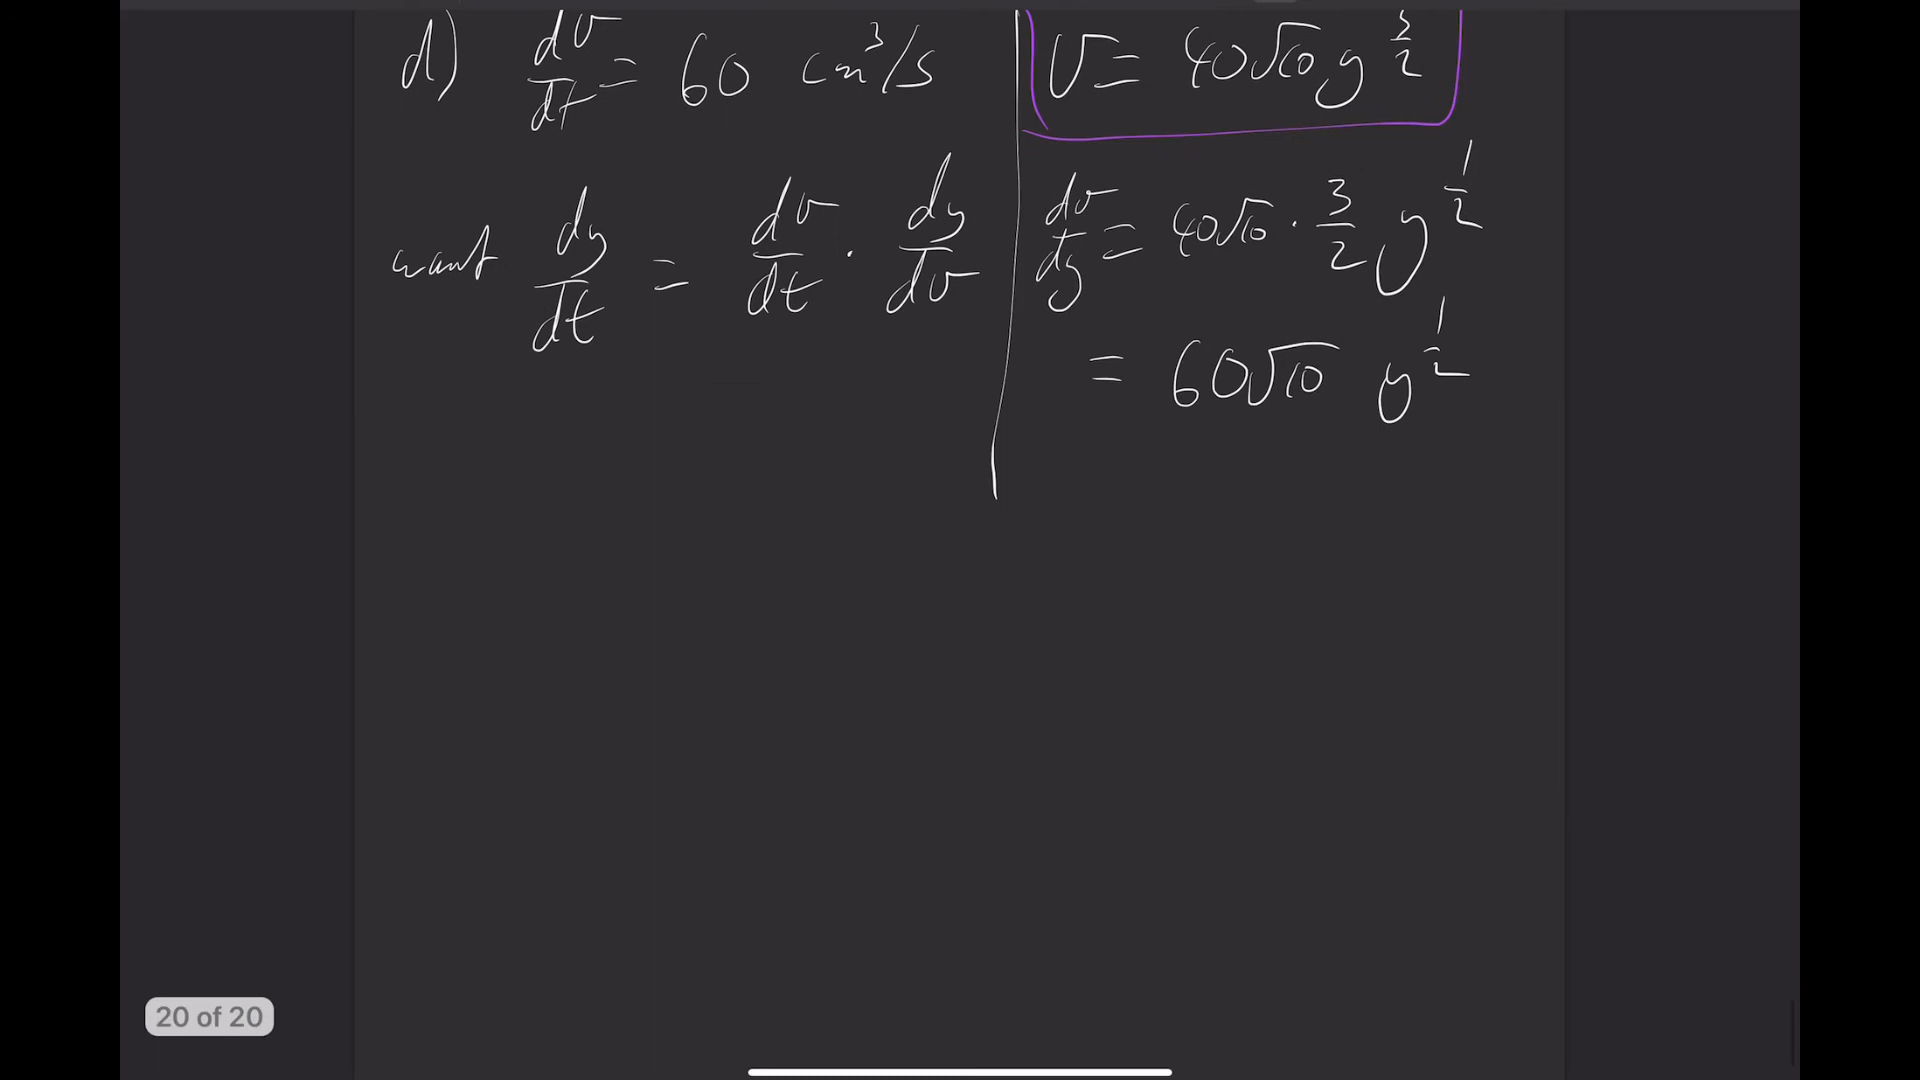 d) dv/dt = 60 cm³/s
want dy/dt = dv/dt · dy/dv
V = 40√10 y^(3/2)
dv/dy = 40√10 · 3/2 y^(1/2)
= 60√10 y^(1/2)
20 of 20